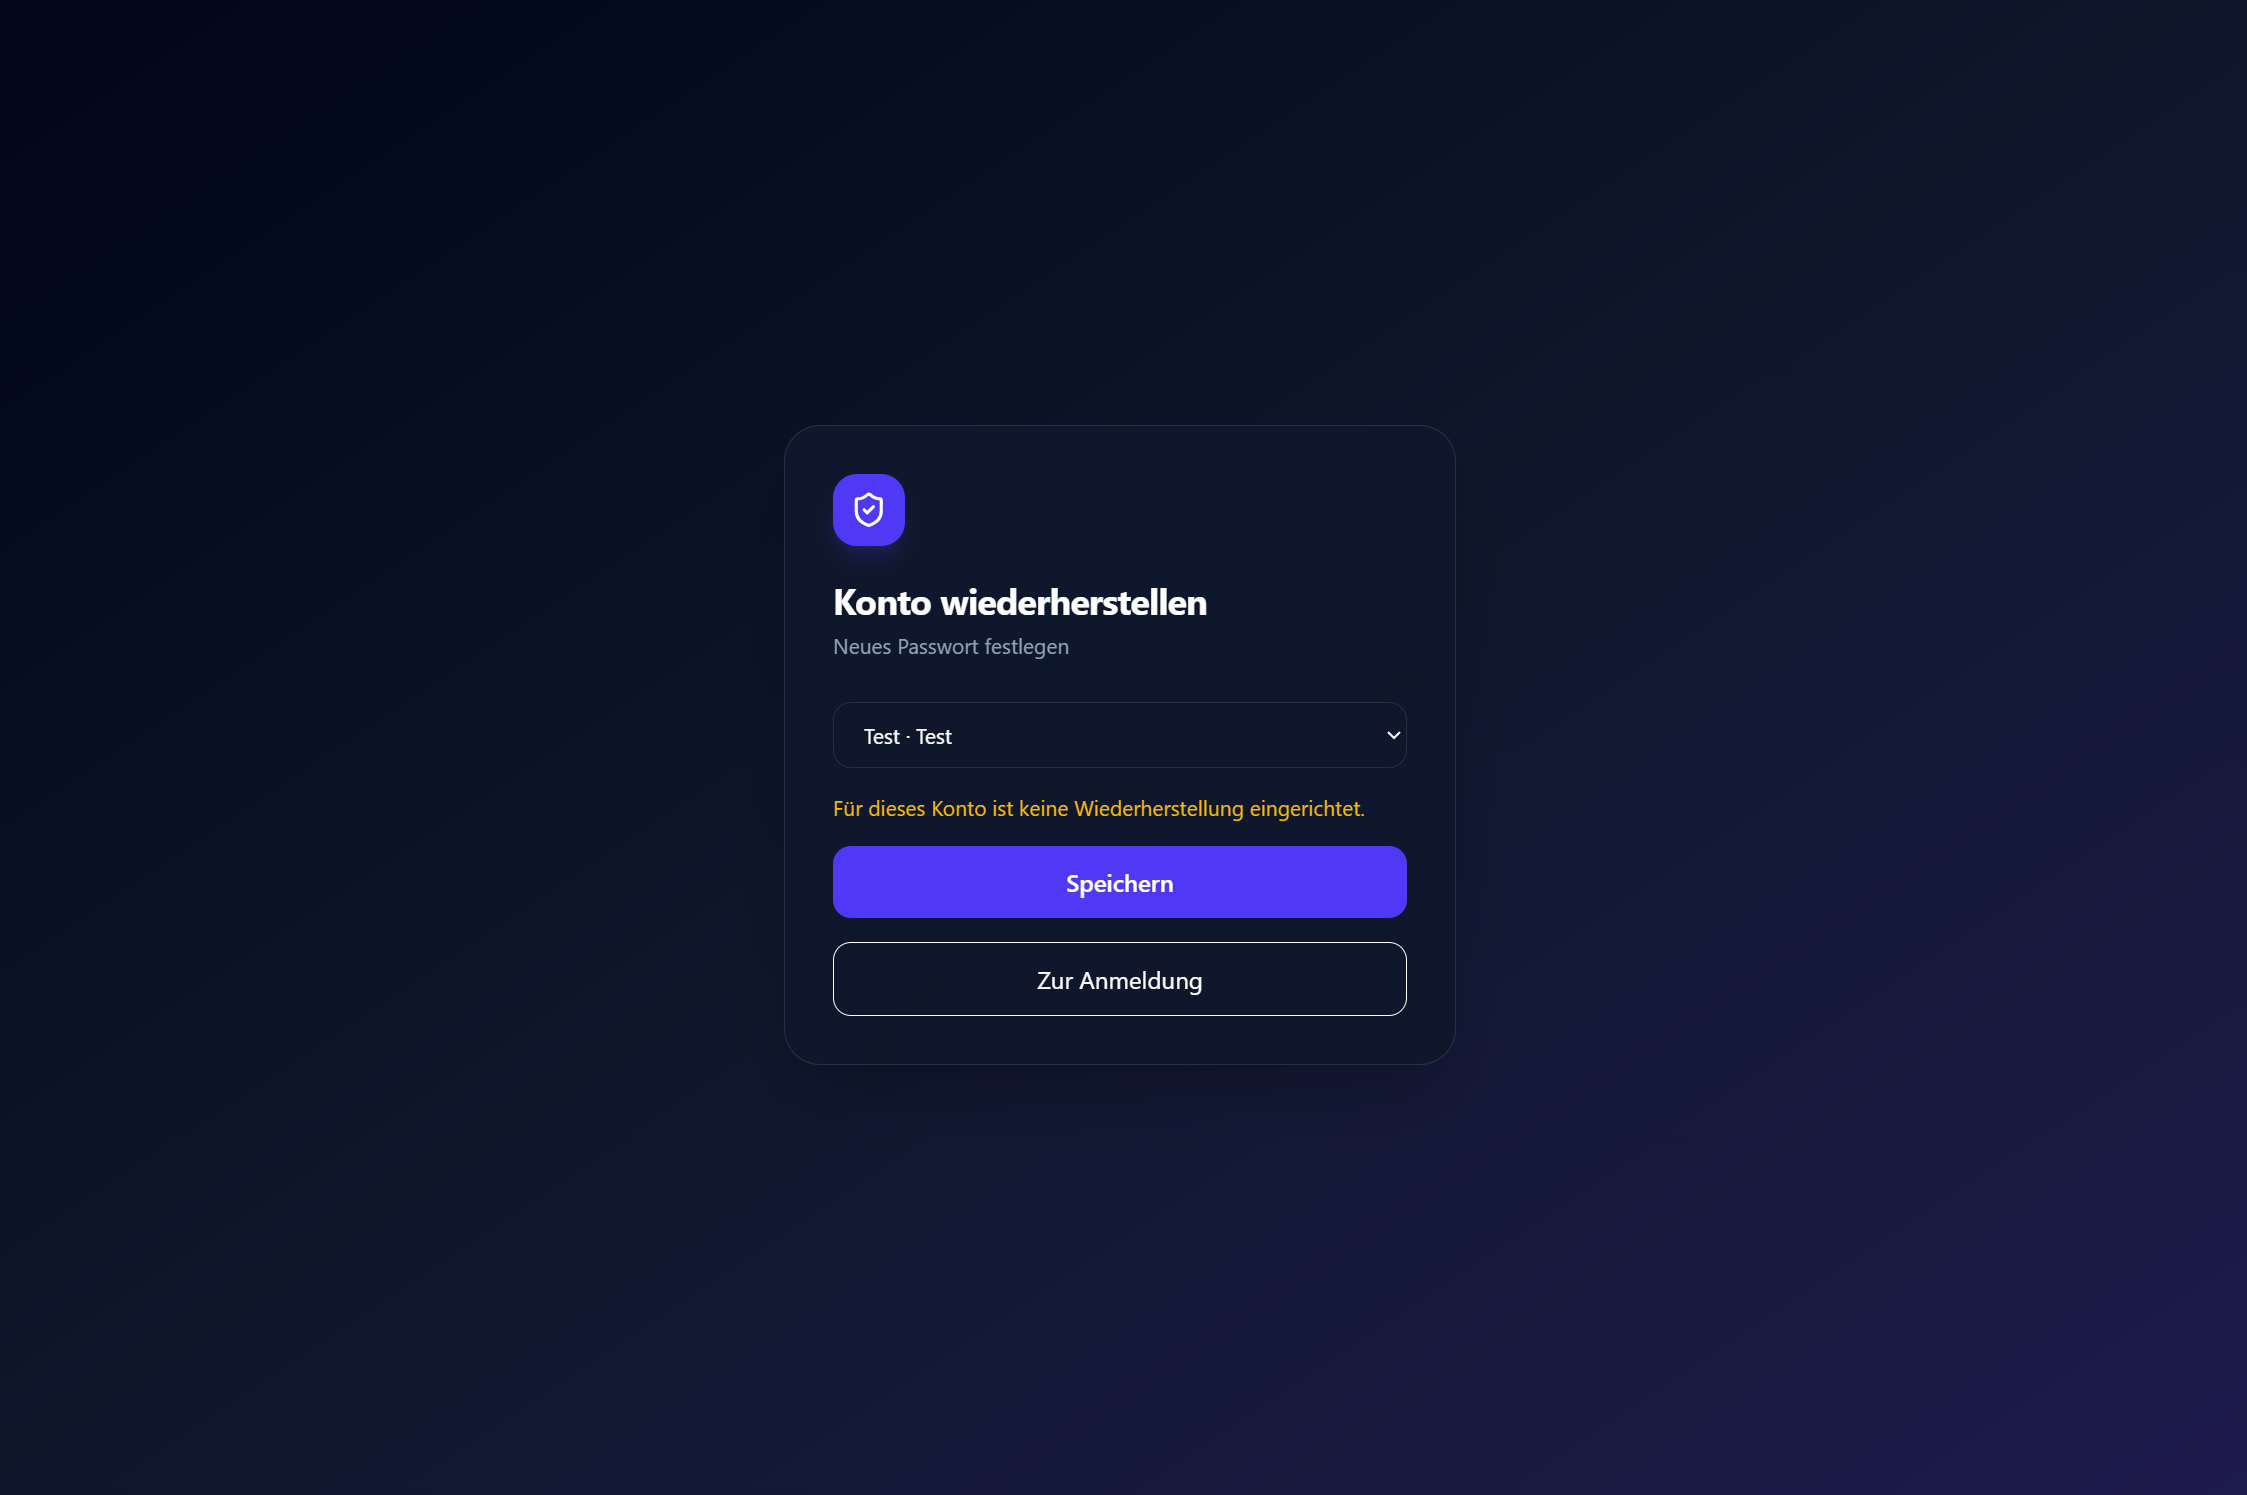 Konto wiederherstellen
Neues Passwort festlegen
Test · Test
Für dieses Konto ist keine Wiederherstellung eingerichtet.
Speichern
Zur Anmeldung